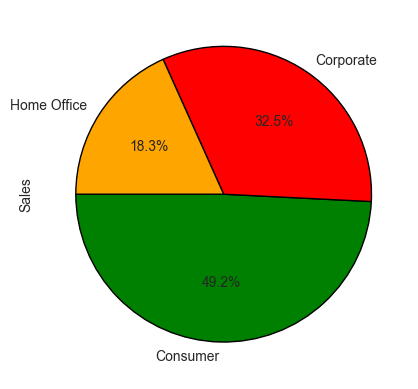 Corporate
32.5%
Home Office
18.3%
Sales
49.2%
Consumer